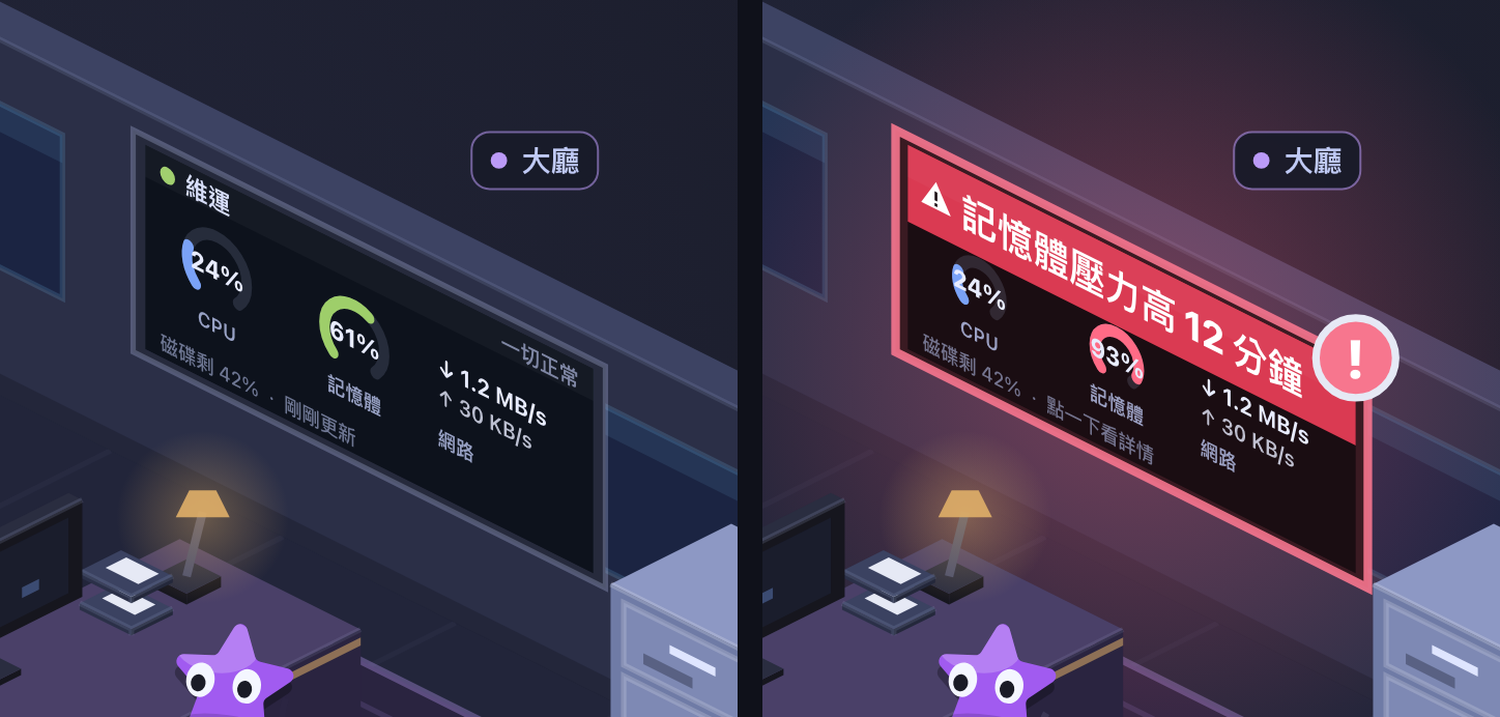 大廳
維運
一切正常
24%
CPU
61%
記憶體
↓ 1.2 MB/s
↑ 30 KB/s
網路
磁碟剩 42% · 剛剛更新
大廳
記憶體壓力高 12 分鐘
!
24%
CPU
93%
記憶體
↓ 1.2 MB/s
↑ 30 KB/s
網路
磁碟剩 42% · 點一下看詳情